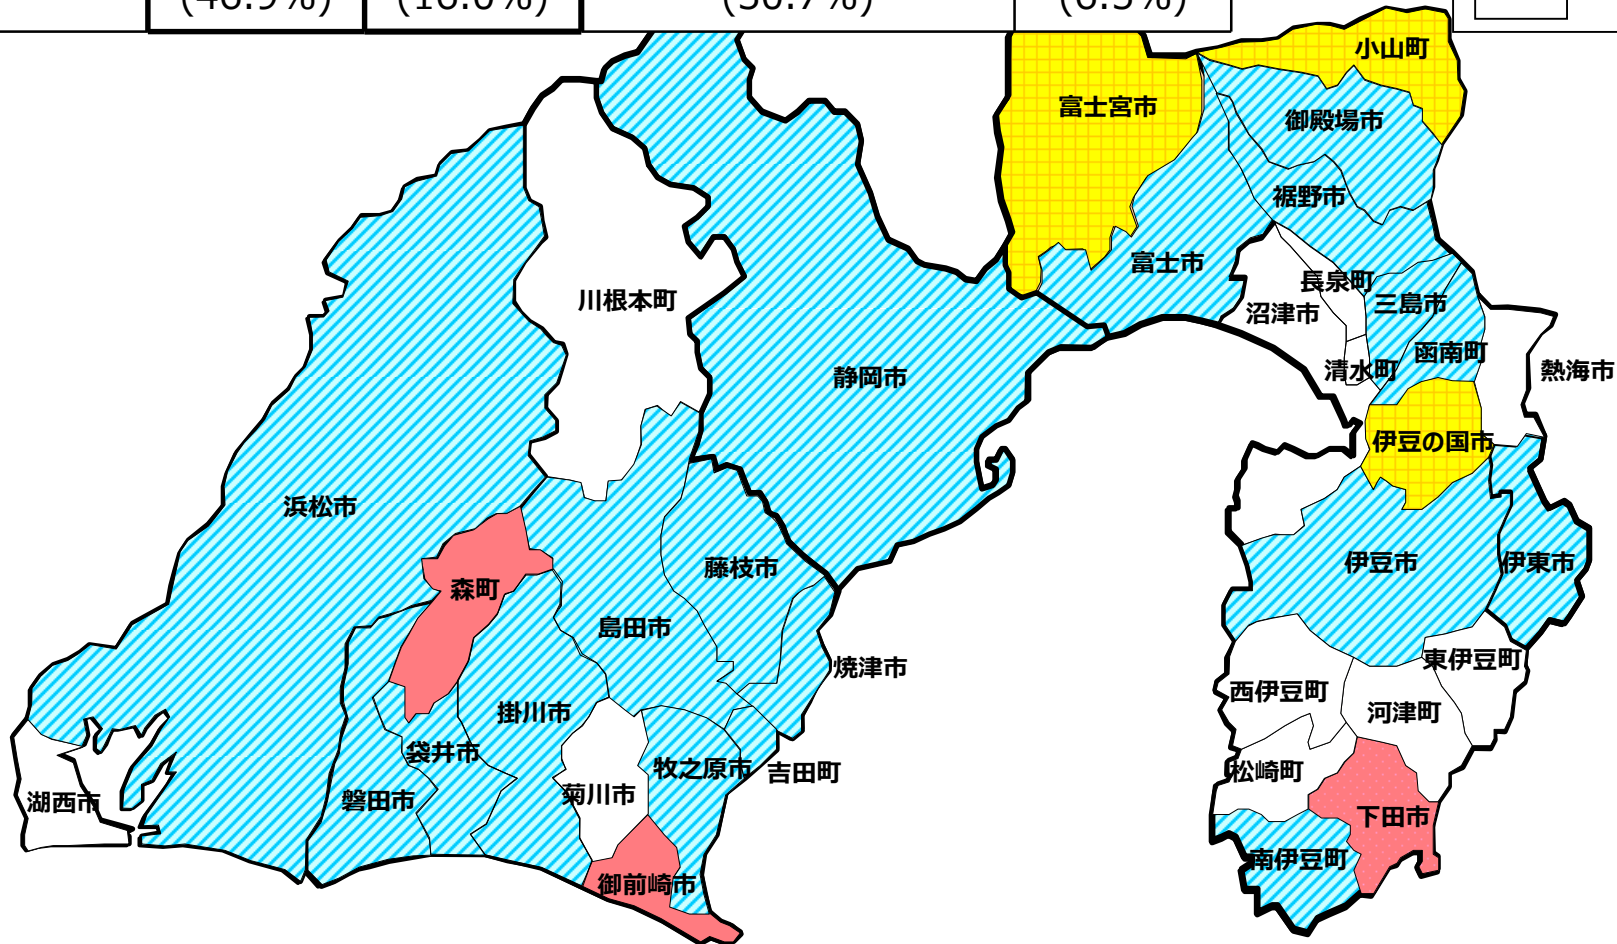 小山町
富士宮市
御殿場市
裾野市
富士市
長泉町
川根本町
三島市
沼津市
函南町
清水町
熱海市
静岡市
伊豆の国市
浜松市
伊豆市
伊東市
藤枝市
森町
島田市
東伊豆町
焼津市
西伊豆町
掛川市
河津町
袋井市
牧之原市
吉田町
松崎町
菊川市
磐田市
湖西市
下田市
南伊豆町
御前崎市